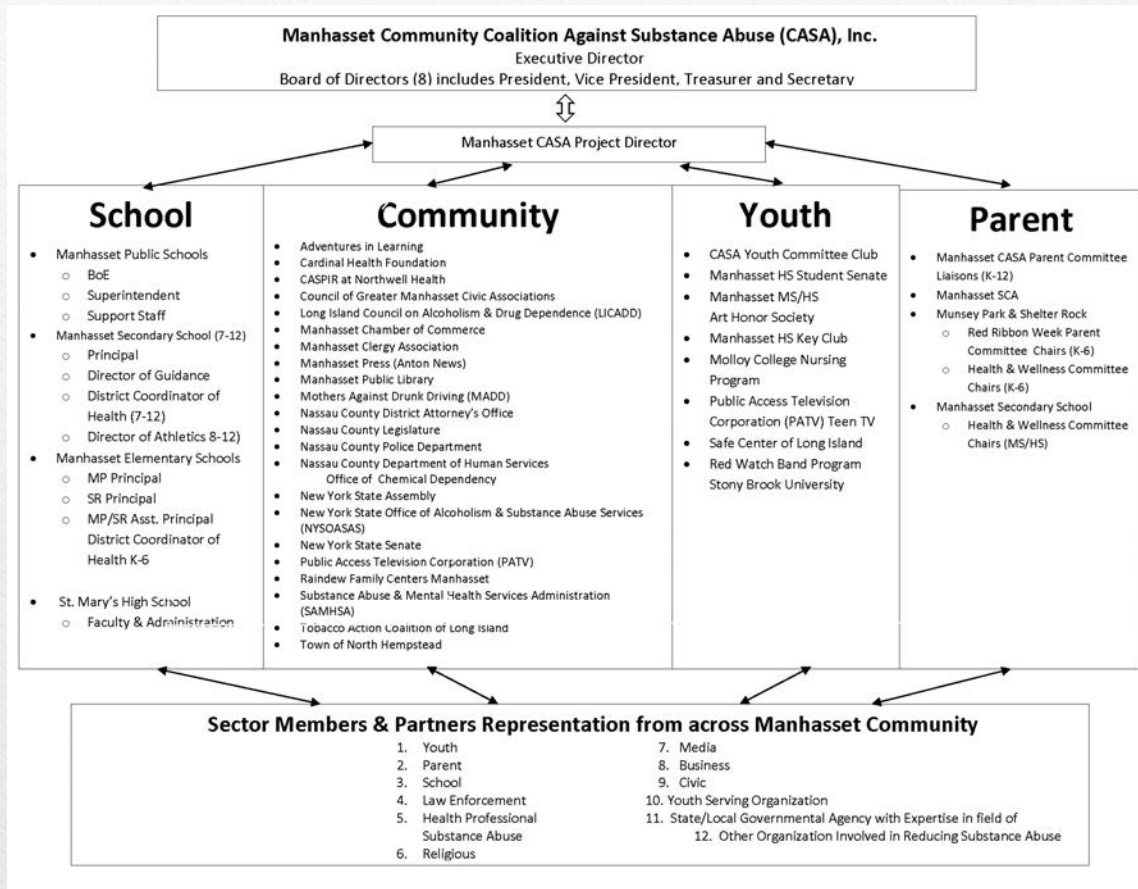 Manhasset Community Coalition Against Substance Abuse (CASA), Inc.
Executive Director
Board of Directors (8) includes President, Vice President, Treasurer and Secretary
Manhasset CASA Project Director
School
• Manhasset Public Schools
o BoE
o Superintendent
o Support Staff
• Manhasset Secondary School (7-12)
o Principal
o Director of Guidance
o District Coordinator of
Health (7-12)
o Director of Athletics 8-12)
• Manhasset Elementary Schools
o MP Principal
o SR Principal
o MP/SR Asst. Principal
District Coordinator of
Health K-6
• St. Mary's High School
o Faculty & Administration
Community
• Adventures in Learning
• Cardinal Health Foundation
• CASPIR at Northwell Health
• Council of Greater Manhasset Civic Associations
• Long Island Council on Alcoholism & Drug Dependence (LICADD)
• Manhasset Chamber of Commerce
• Manhasset Clergy Association
• Manhasset Press (Anton News)
• Manhasset Public Library
• Mothers Against Drunk Driving (MADD)
• Nassau County District Attorney's Office
• Nassau County Legislature
• Nassau County Police Department
• Nassau County Department of Human Services
Office of Chemical Dependency
• New York State Assembly
• New York State Office of Alcoholism & Substance Abuse Services
(NYSOASAS)
• New York State Senate
• Public Access Television Corporation (PATV)
• Raindew Family Centers Manhasset
• Substance Abuse & Mental Health Services Administration
(SAMHSA)
• Tobacco Action Coalition of Long Island
• Town of North Hempstead
Youth
• CASA Youth Committee Club
• Manhasset HS Student Senate
• Manhasset MS/HS
Art Honor Society
• Manhasset HS Key Club
• Molloy College Nursing
Program
• Public Access Television
Corporation (PATV) Teen TV
• Safe Center of Long Island
• Red Watch Band Program
Stony Brook University
Parent
• Manhasset CASA Parent Committee
Liaisons (K-12)
• Manhasset SCA
• Munsey Park & Shelter Rock
o Red Ribbon Week Parent
Committee Chairs (K-6)
o Health & Wellness Committee
Chairs (K-6)
• Manhasset Secondary School
o Health & Wellness Committee
Chairs (MS/HS)
Sector Members & Partners Representation from across Manhasset Community
1. Youth
2. Parent
3. School
4. Law Enforcement
5. Health Professional
Substance Abuse
6. Religious
7. Media
8. Business
9. Civic
10. Youth Serving Organization
11. State/Local Governmental Agency with Expertise in field of
12. Other Organization Involved in Reducing Substance Abuse